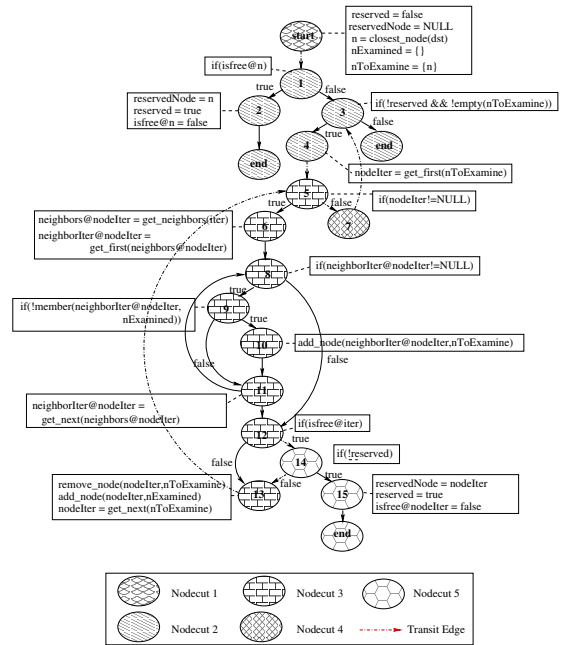 reserved = false
reservedNode = NULL
start
n = closest_node(dst)
nExamined = {}
nToExamine = {n}
if(isfree@n)
1
true
false
reservedNode = n
reserved = true
isfree@n = false
2
3
if(!reserved && !empty(nToExamine))
true
false
4
end
end
nodeIter = get_first(nToExamine)
5
true
false
if(nodeIter!=NULL)
neighbors@nodeIter = get_neighbors(iter)
neighborIter@nodeIter =
get_first(neighbors@nodeIter)
6
7
8
if(neighborIter@nodeIter!=NULL)
true
if(!member(neighborIter@nodeIter,
nExamined))
9
true
10
add_node(neighborIter@nodeIter,nToExamine)
false
false
11
neighborIter@nodeIter =
get_next(neighbors@nodeIter)
if(isfree@iter)
12
true
false
14
if(!reserved)
remove_node(nodeIter,nToExamine)
add_node(nodeIter,nExamined)
nodeIter = get_next(nToExamine)
13
false
true
15
reservedNode = nodeIter
reserved = true
isfree@nodeIter = false
end
Nodecut 1
Nodecut 3
Nodecut 5
Nodecut 2
Nodecut 4
Transit Edge